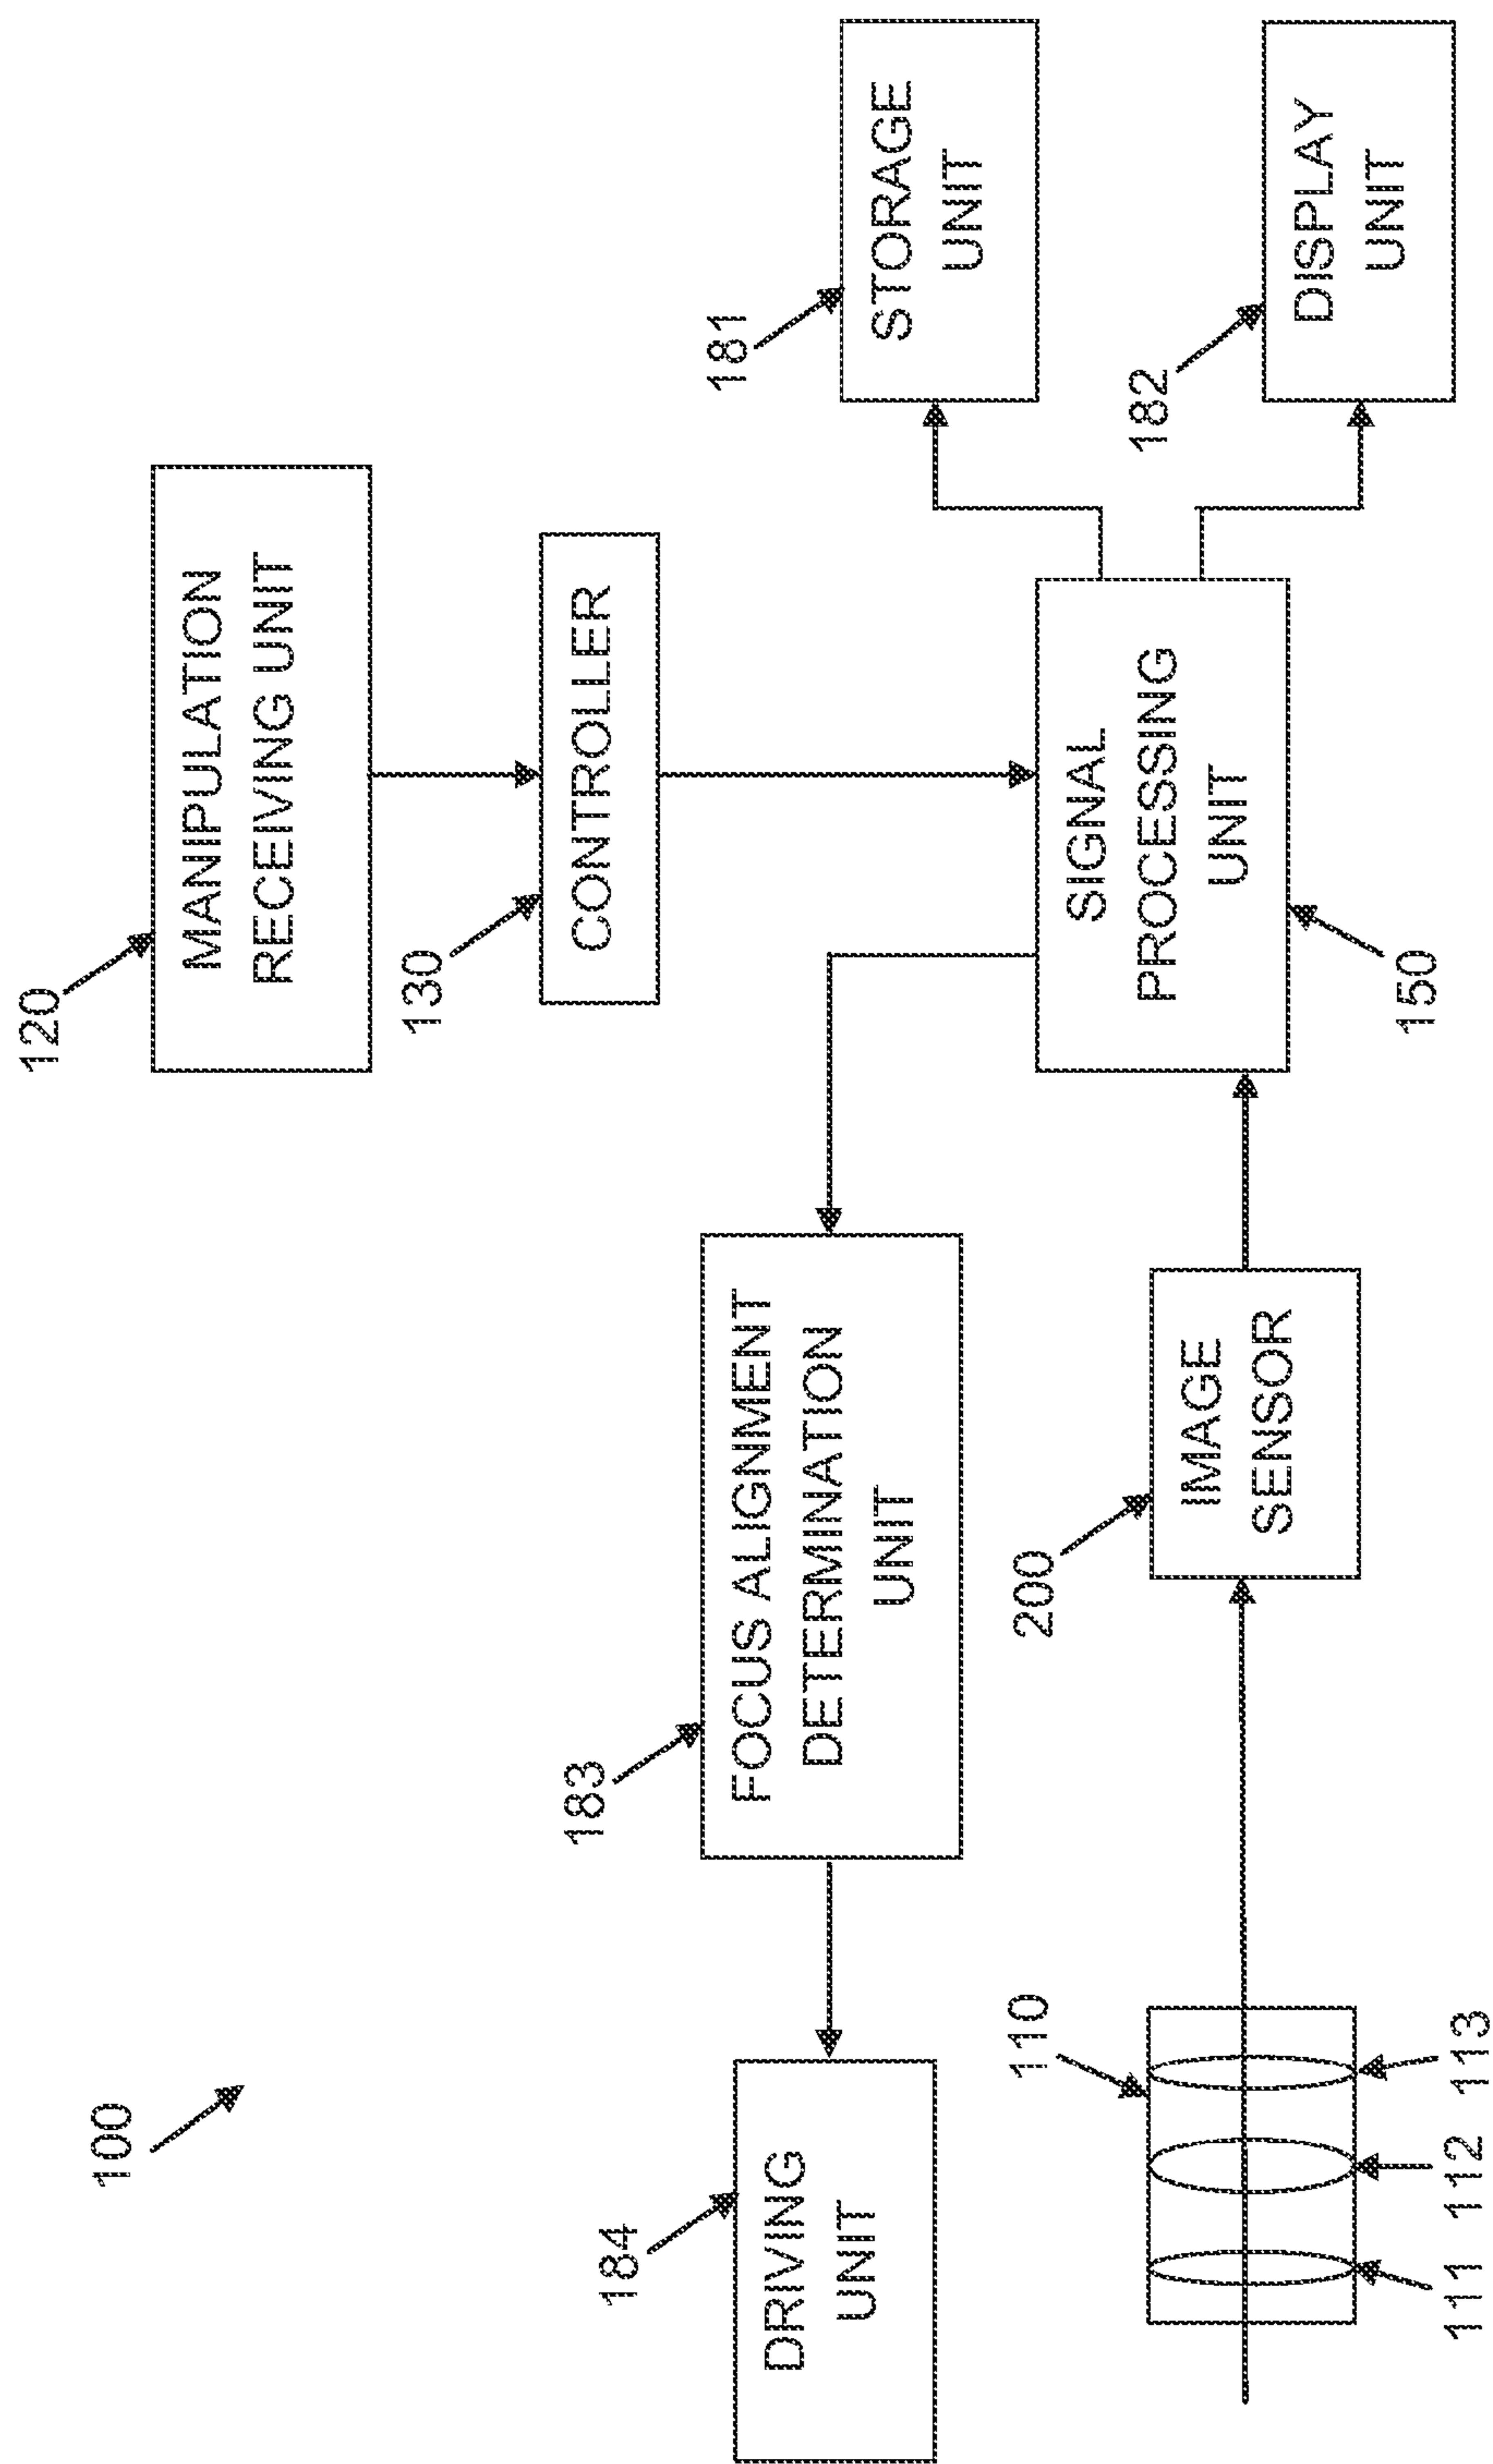 100
120
MANIPULATION
RECEIVING UNIT
130
CONTROLLER
184
DRIVING
UNIT
183
FOCUS ALIGNMENT
DETERMINATION
UNIT
181
STORAGE
UNIT
110
200
IMAGE
SENSOR
SIGNAL
PROCESSING
UNIT
150
182
DISPLAY
UNIT
111
112
113